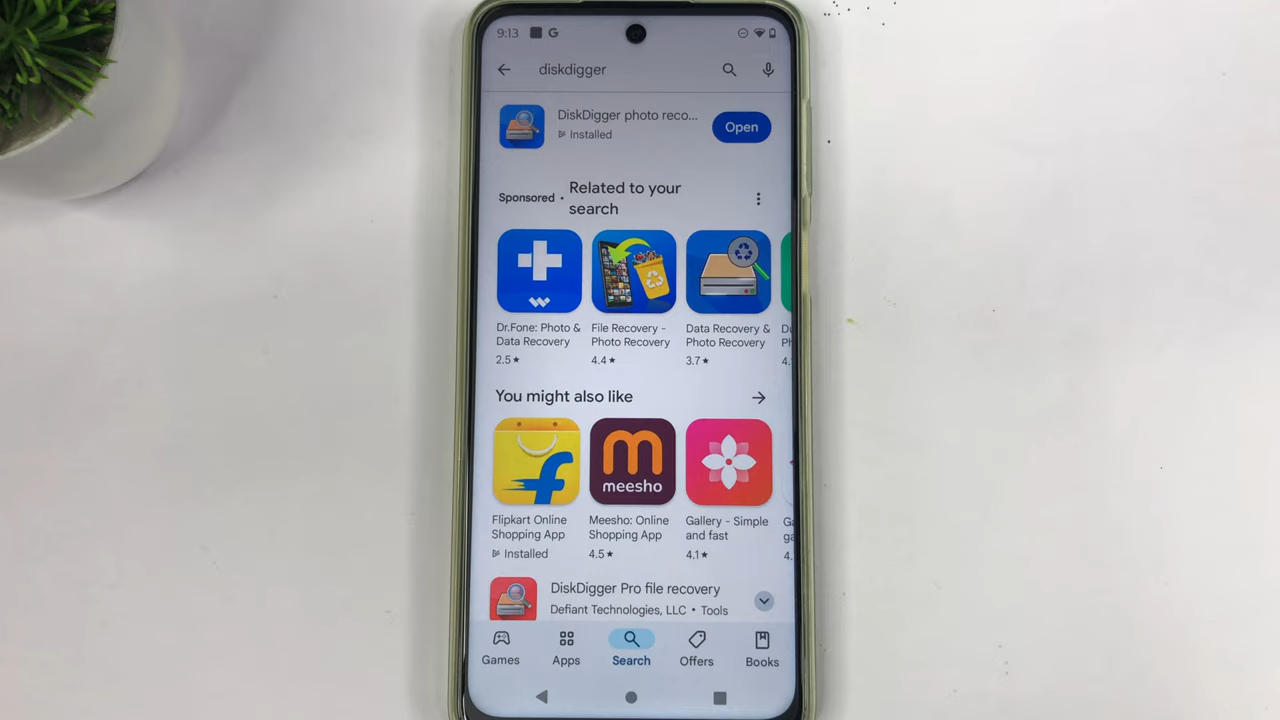 9:13 G
diskdigger
DiskDigger photo reco...
Installed
Open
Sponsored •
Related to your
search
Dr.Fone: Photo &
Data Recovery
2.5★
File Recovery -
Photo Recovery
4.4★
Data Recovery &
Photo Recovery
3.7★
Ph
4.
You might also like
meesho
Flipkart Online
Shopping App
Installed
Meesho: Online
Shopping App
4.5★
Gallery - Simple
and fast
4.1★
4.
DiskDigger Pro file recovery
Defiant Technologies, LLC • Tools
Games
Apps
Search
Offers
Books